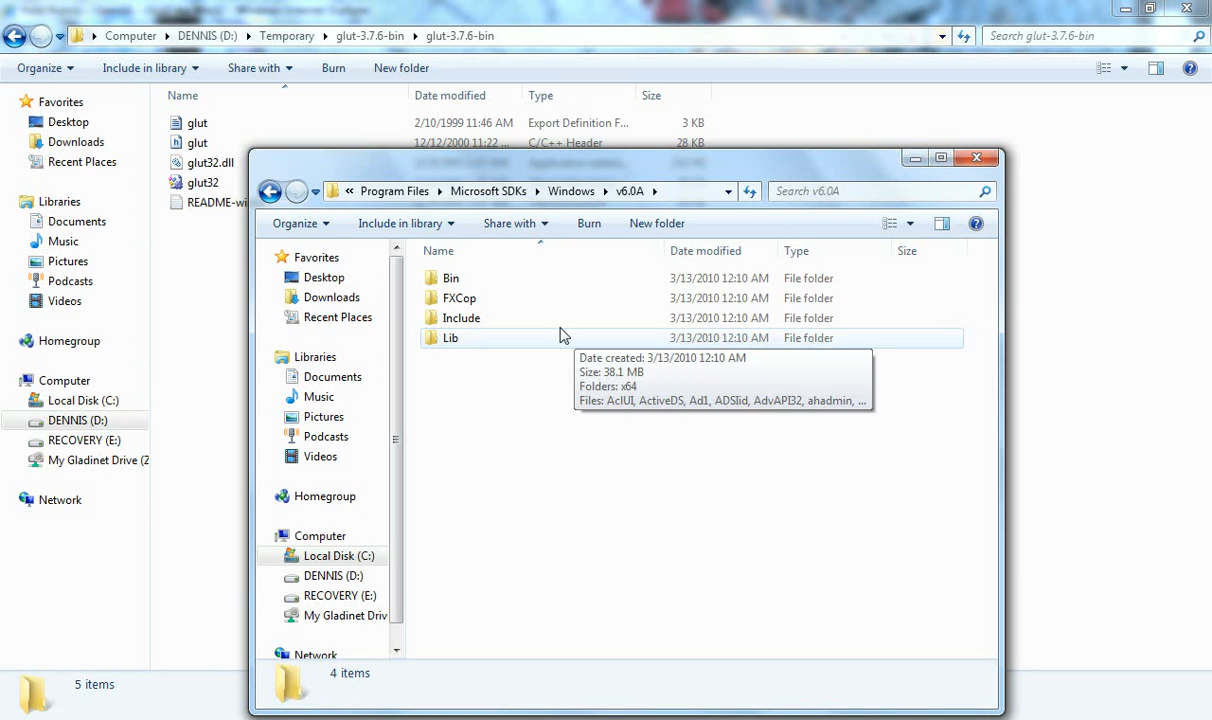 Computer DENNIS (D:) Temporary glut-3.7.6-bin glut-3.7.6-bin Search glut-3.7.6-bin
Organize Include in library Share with Burn New folder
Name Date modified Type Size
Favorites
Desktop
Downloads
Recent Places
Libraries
Documents
Music
Pictures
Podcasts
Videos
Homegroup
Computer
Local Disk (C:)
DENNIS (D:)
RECOVERY (E:)
My Gladinet Drive (Z
Network
glut 2/10/1999 11:46 AM Export Definition F... 3 KB
glut 12/12/2000 11:22 ... C/C++ Header 28 KB
glut32.dll
glut32
README-wi
5 items
« Program Files Microsoft SDKs Windows v6.0A Search v6.0A
Organize Include in library Share with Burn New folder
Name Date modified Type Size
Favorites
Desktop
Downloads
Recent Places
Libraries
Documents
Music
Pictures
Podcasts
Videos
Homegroup
Computer
Local Disk (C:)
DENNIS (D:)
RECOVERY (E:)
My Gladinet Driv
Network
Bin 3/13/2010 12:10 AM File folder
FXCop 3/13/2010 12:10 AM File folder
Include 3/13/2010 12:10 AM File folder
Lib 3/13/2010 12:10 AM File folder
Date created: 3/13/2010 12:10 AM
Size: 38.1 MB
Folders: x64
Files: AclUI, ActiveDS, Ad1, ADSIid, AdvAPI32, ahadmin, ...
4 items